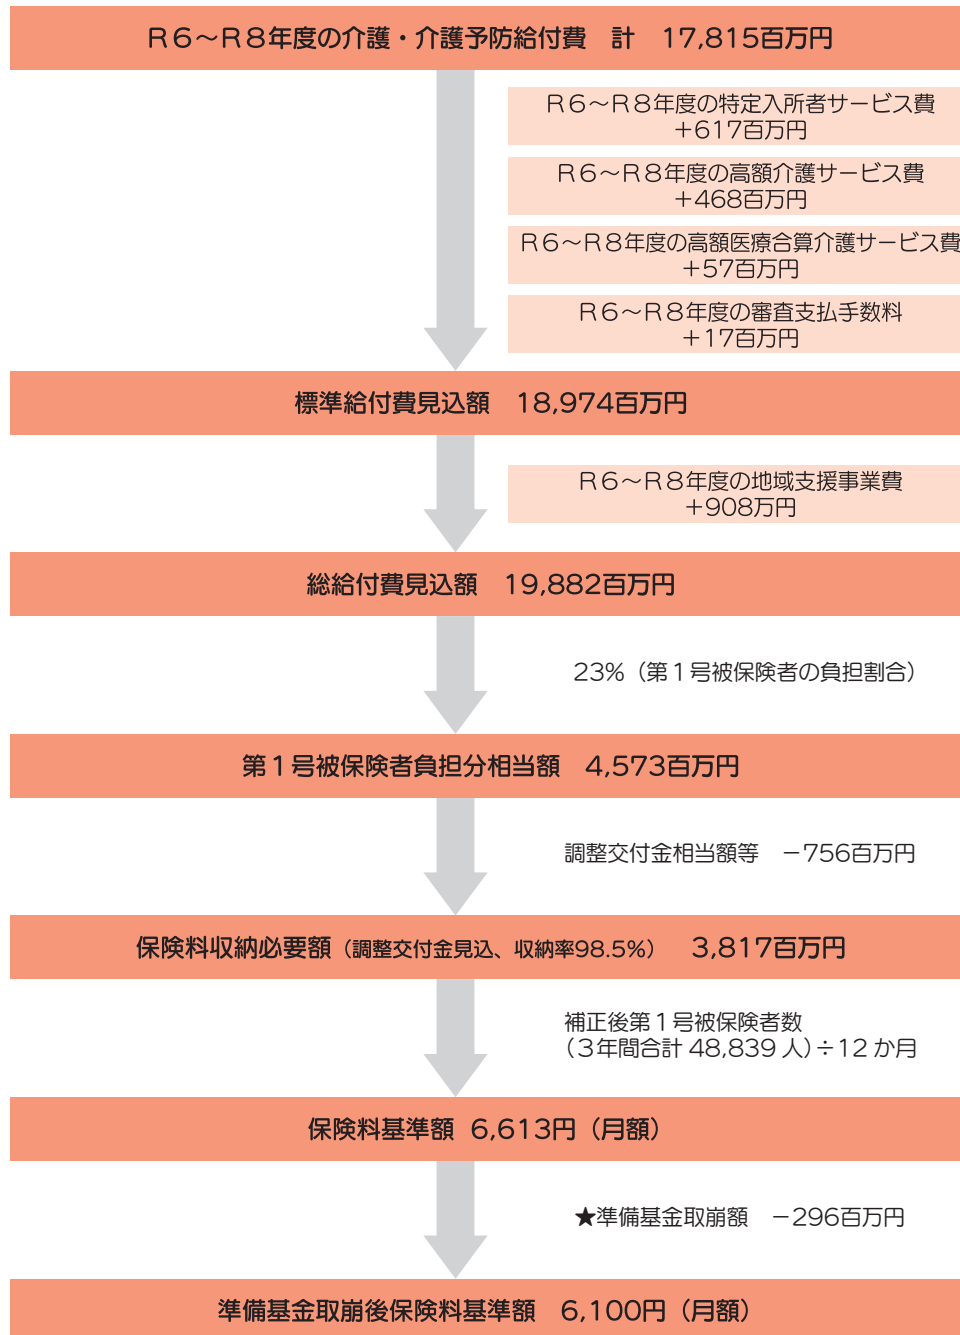 R6～R8年度の介護・介護予防給付費　計　17,815百万円
R6～R8年度の特定入所者サービス費
＋617百万円
R6～R8年度の高額介護サービス費
＋468百万円
R6～R8年度の高額医療合算介護サービス費
＋57百万円
R6～R8年度の審査支払手数料
＋17百万円
標準給付費見込額　18,974百万円
R6～R8年度の地域支援事業費
＋908万円
総給付費見込額　19,882百万円
23%（第1号被保険者の負担割合）
第1号被保険者負担分相当額　4,573百万円
調整交付金相当額等　－756百万円
保険料収納必要額（調整交付金見込、収納率98.5％）　3,817百万円
補正後第1号被保険者数
（3年間合計 48,839 人）÷12 か月
保険料基準額　6,613円（月額）
★準備基金取崩額　－296百万円
準備基金取崩後保険料基準額　6,100円（月額）